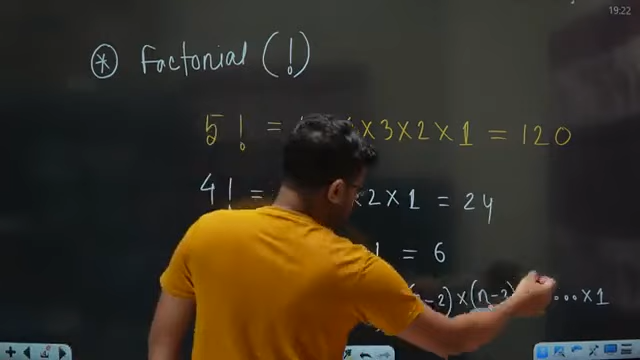 19:22
* Factorial (!)
5! = ×3×2×1 = 120
4! = ×2×1 = 24
1 = 6
-2)×(n-3) ...×1